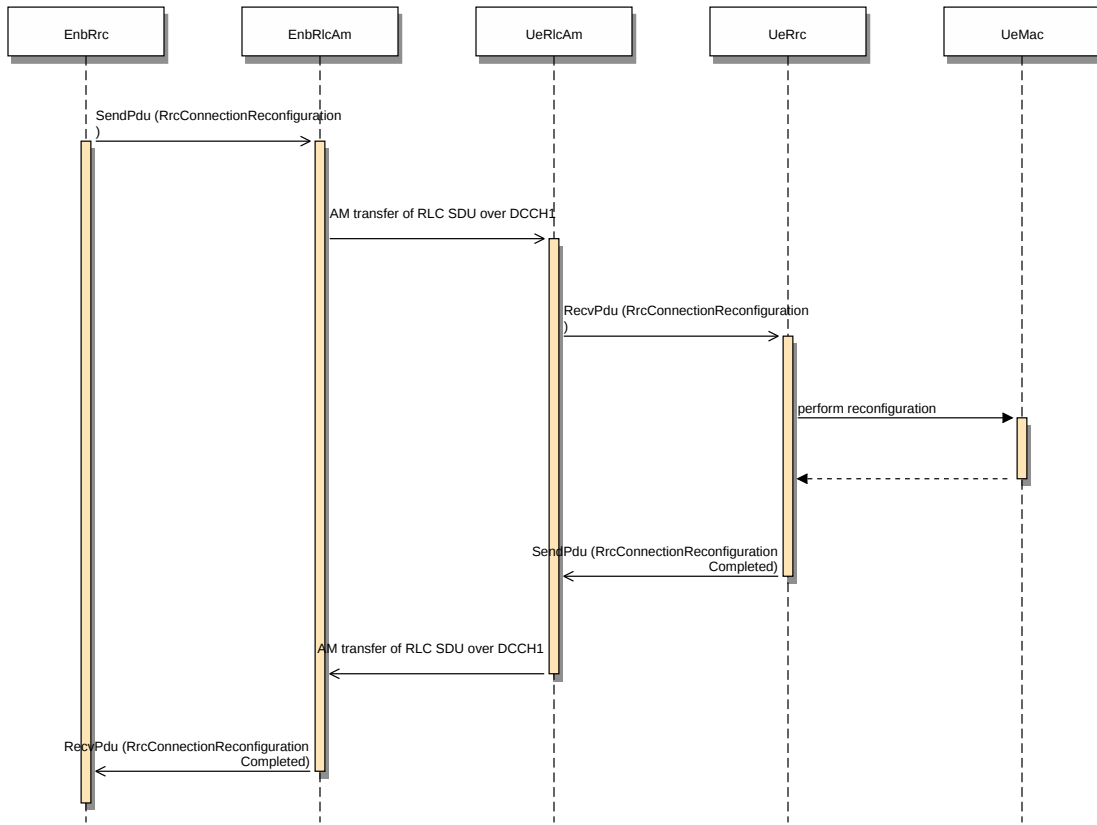 EnbRrc
EnbRlcAm
UeRlcAm
UeRrc
UeMac
SendPdu (RrcConnectionReconfiguration
)
AM transfer of RLC SDU over DCCH1
RecvPdu (RrcConnectionReconfiguration
)
perform reconfiguration
SendPdu (RrcConnectionReconfiguration
Completed)
AM transfer of RLC SDU over DCCH1
RecvPdu (RrcConnectionReconfiguration
Completed)